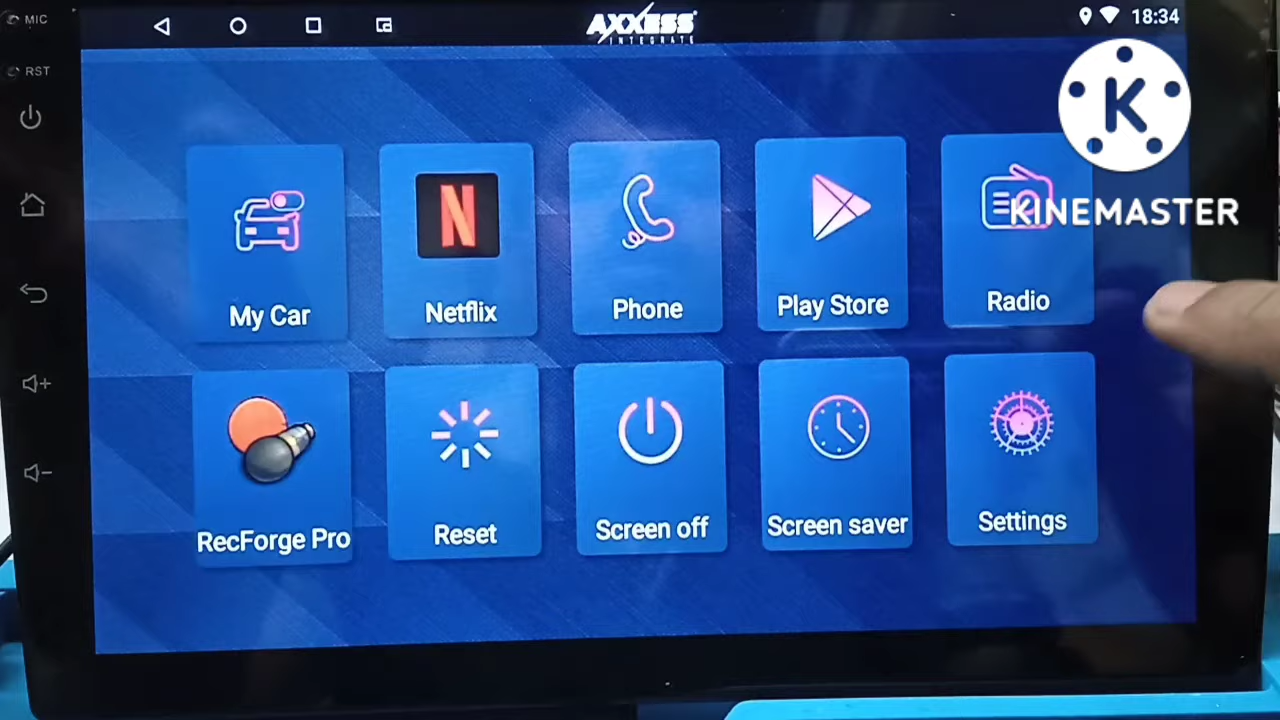 MIC
AXXESS
INTEGRATE
18:34
RST
K
KINEMASTER
N
My Car
Netflix
Phone
Play Store
Radio
RecForge Pro
Reset
Screen off
Screen saver
Settings